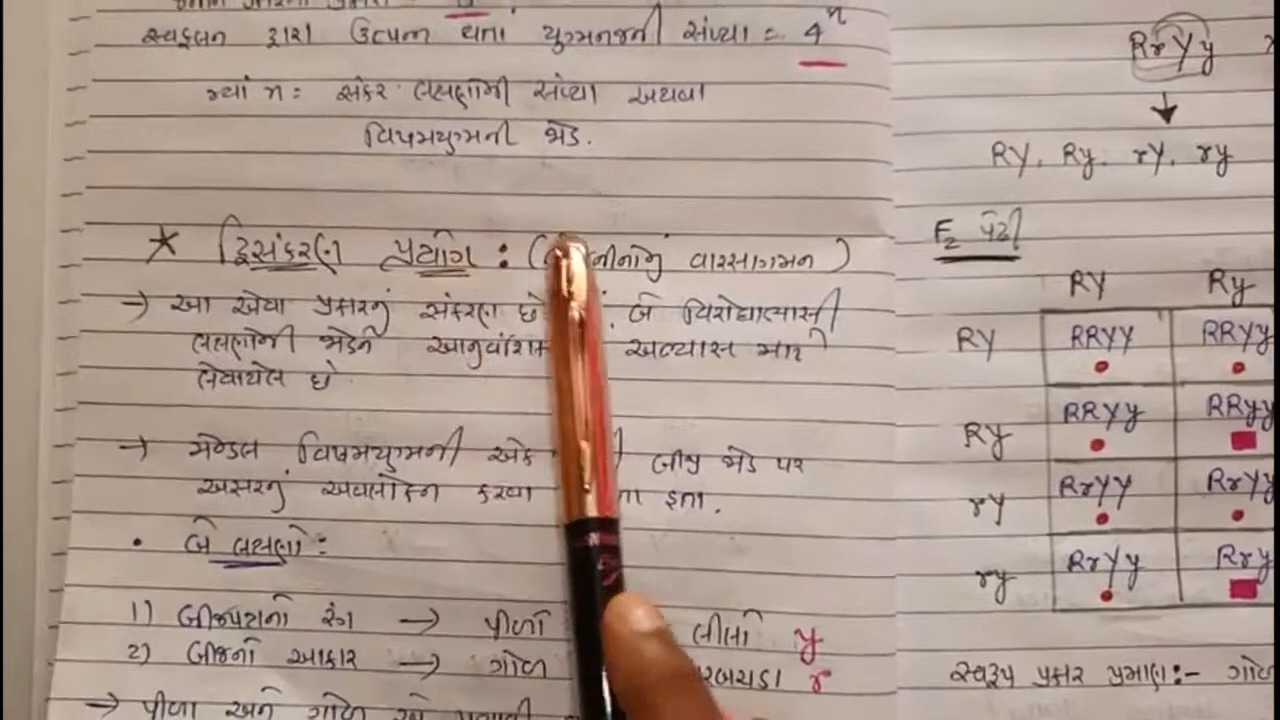 સ્વફલન દ્વારા ઉત્પન્ન થતા યુગ્મનજની સંખ્યા = 4ⁿ
જ્યાં n = સંકર લક્ષણોની સંખ્યા અથવા
વિષમયુગ્મની જોડ.
★ દ્વિસંકરણ પ્રયોગ : ( વારસાગમન )
→ આ એવા પ્રકારનું સંકરણ છે બે વિરોધાભાસી
લક્ષણોની જોડની અભ્યાસ માટે
લેવાયેલ છે.
→ મેન્ડલ વિષમયુગ્મની એક બીજી જોડ પર
અસરનું અવલોકન કરવા હતા.
• બે લક્ષણો :
1) બીજપત્રનો રંગ → પીળો લીલો y
2) બીજનો આકાર → ગોળ r
→ પીળા અને ગોળ એ
RrYy x
↓
RY, Ry, rY, ry
F₂ પેઢી
RY Ry
RY RRYY RRYy
Ry RRYy RRyy
rY RrYY RrYy
ry RrYy Rry
સ્વરૂપ પ્રકાર પ્રમાણ :-